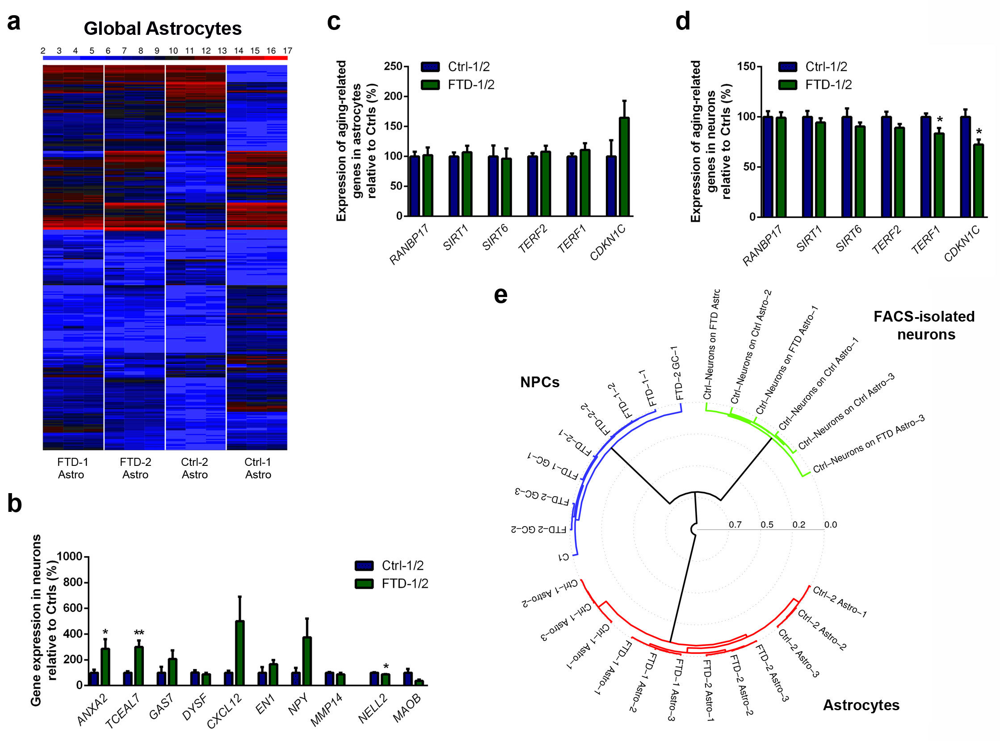 a
Global Astrocytes
2 3 4 5 6 7 8 9 10 11 12 13 14 15 16 17
FTD-1 Astro
FTD-2 Astro
Ctrl-2 Astro
Ctrl-1 Astro
b
Gene expression in neurons
relative to Ctrls (%)
1000
800
600
400
200
0
Ctrl-1/2
FTD-1/2
*
**
*
ANXA2
TCEAL7
GAS7
DYSF
CXCL12
EN1
NPY
MMP14
NELL2
MAOB
c
Expression of aging-related
genes in astrocytes
relative to Ctrls (%)
250
200
150
100
50
0
Ctrl-1/2
FTD-1/2
RANBP17
SIRT1
SIRT6
TERF2
TERF1
CDKN1C
d
Expression of aging-related
genes in neurons
relative to Ctrls (%)
150
100
50
0
Ctrl-1/2
FTD-1/2
*
*
RANBP17
SIRT1
SIRT6
TERF2
TERF1
CDKN1C
e
FACS-isolated
neurons
NPCs
Astrocytes
Ctrl–Neurons on FTD Astro
Ctrl–Neurons on Ctrl Astro–2
Ctrl–Neurons on FTD Astro–1
Ctrl–Neurons on Ctrl Astro–1
Ctrl–Neurons on Ctrl Astro–3
Ctrl–Neurons on FTD Astro–3
FTD–2 GC–1
FTD–1–1
FTD–1–2
FTD–2–2
FTD–2–1
FTD–1 GC–1
FTD–2 GC–3
FTD–2 GC–2
C1
0.7 0.5 0.2 0.0
Ctrl–1 Astro–2
Ctrl–1 Astro–3
Ctrl–1 Astro–1
FTD–1 Astro–1
FTD–1 Astro–2
FTD–1 Astro–3
FTD–2 Astro–1
FTD–2 Astro–2
FTD–2 Astro–3
Ctrl–2 Astro–3
Ctrl–2 Astro–2
Ctrl–2 Astro–1